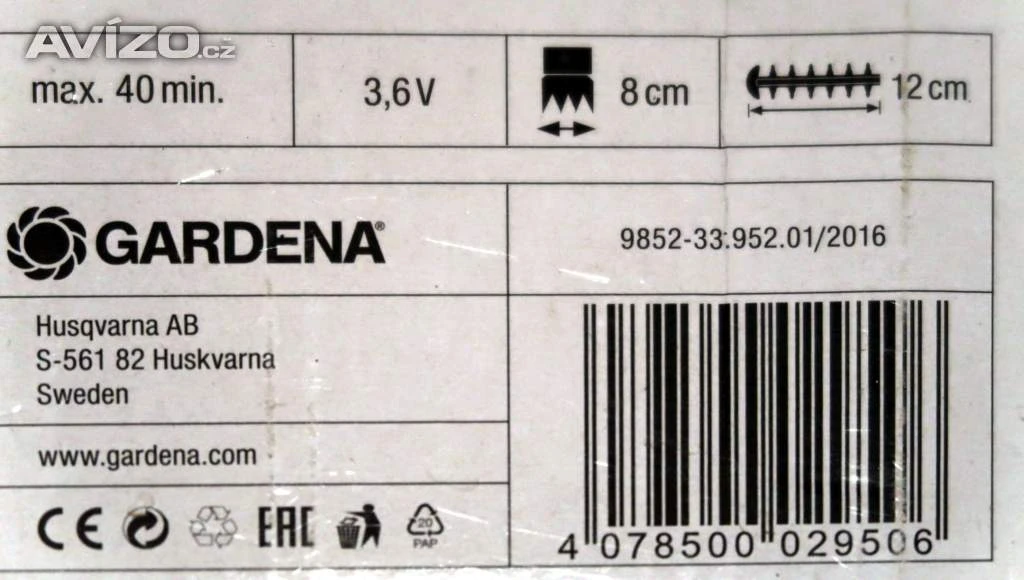 AVÍZO.cz
max. 40 min.
3,6 V
8 cm
12 cm
GARDENA®
9852-33.952.01/2016
Husqvarna AB
S-561 82 Huskvarna
Sweden
www.gardena.com
CE
EAC
20
PAP
4 078500 029506